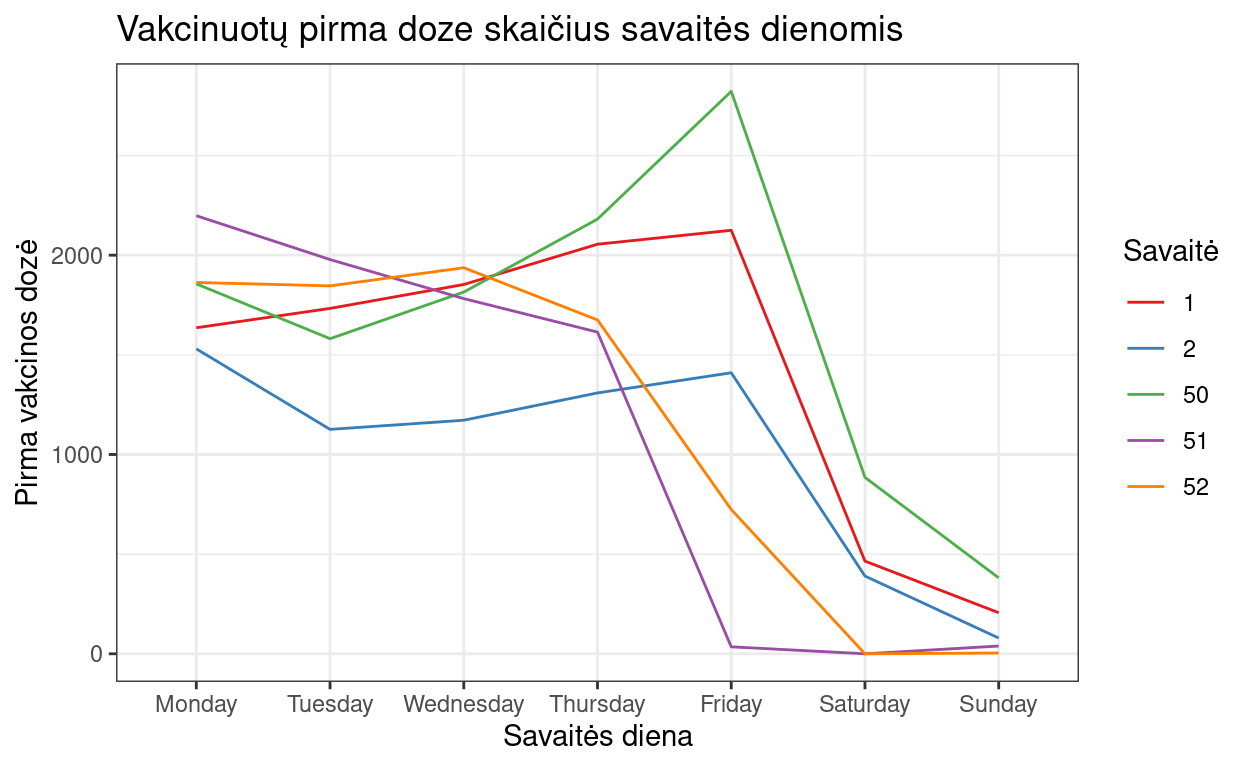 Vakcinuotų pirma doze skaičius savaitės dienomis
Pirma vakcinos dozė
2000
1000
0
Monday
Tuesday
Wednesday
Thursday
Friday
Saturday
Sunday
Savaitės diena
Savaitė
1
2
50
51
52